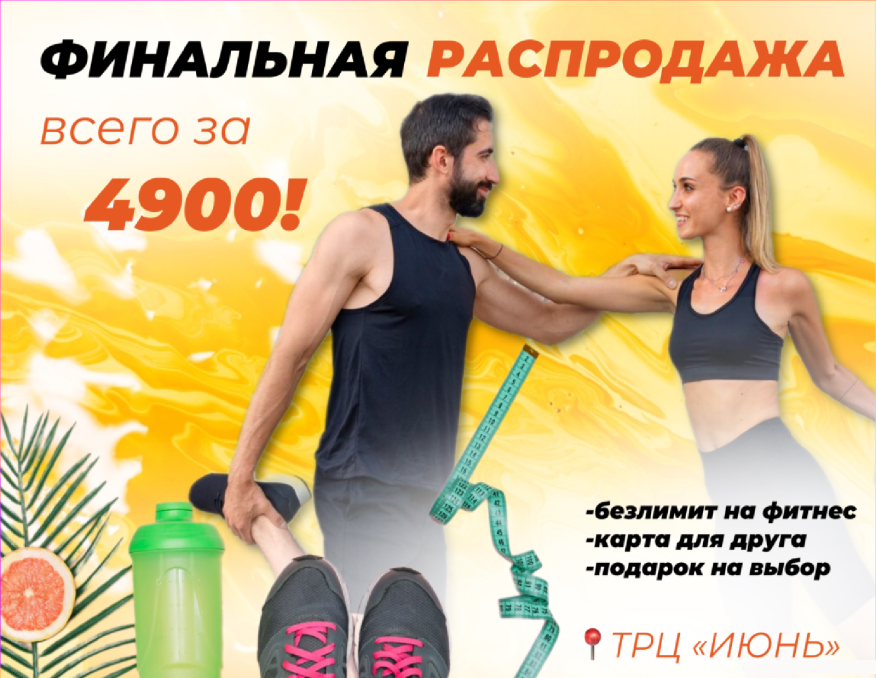 ФИНАЛЬНАЯ РАСПРОДАЖА
всего за
4900!
-безлимит на фитнес
-карта для друга
-подарок на выбор
ТРЦ «ИЮНЬ»